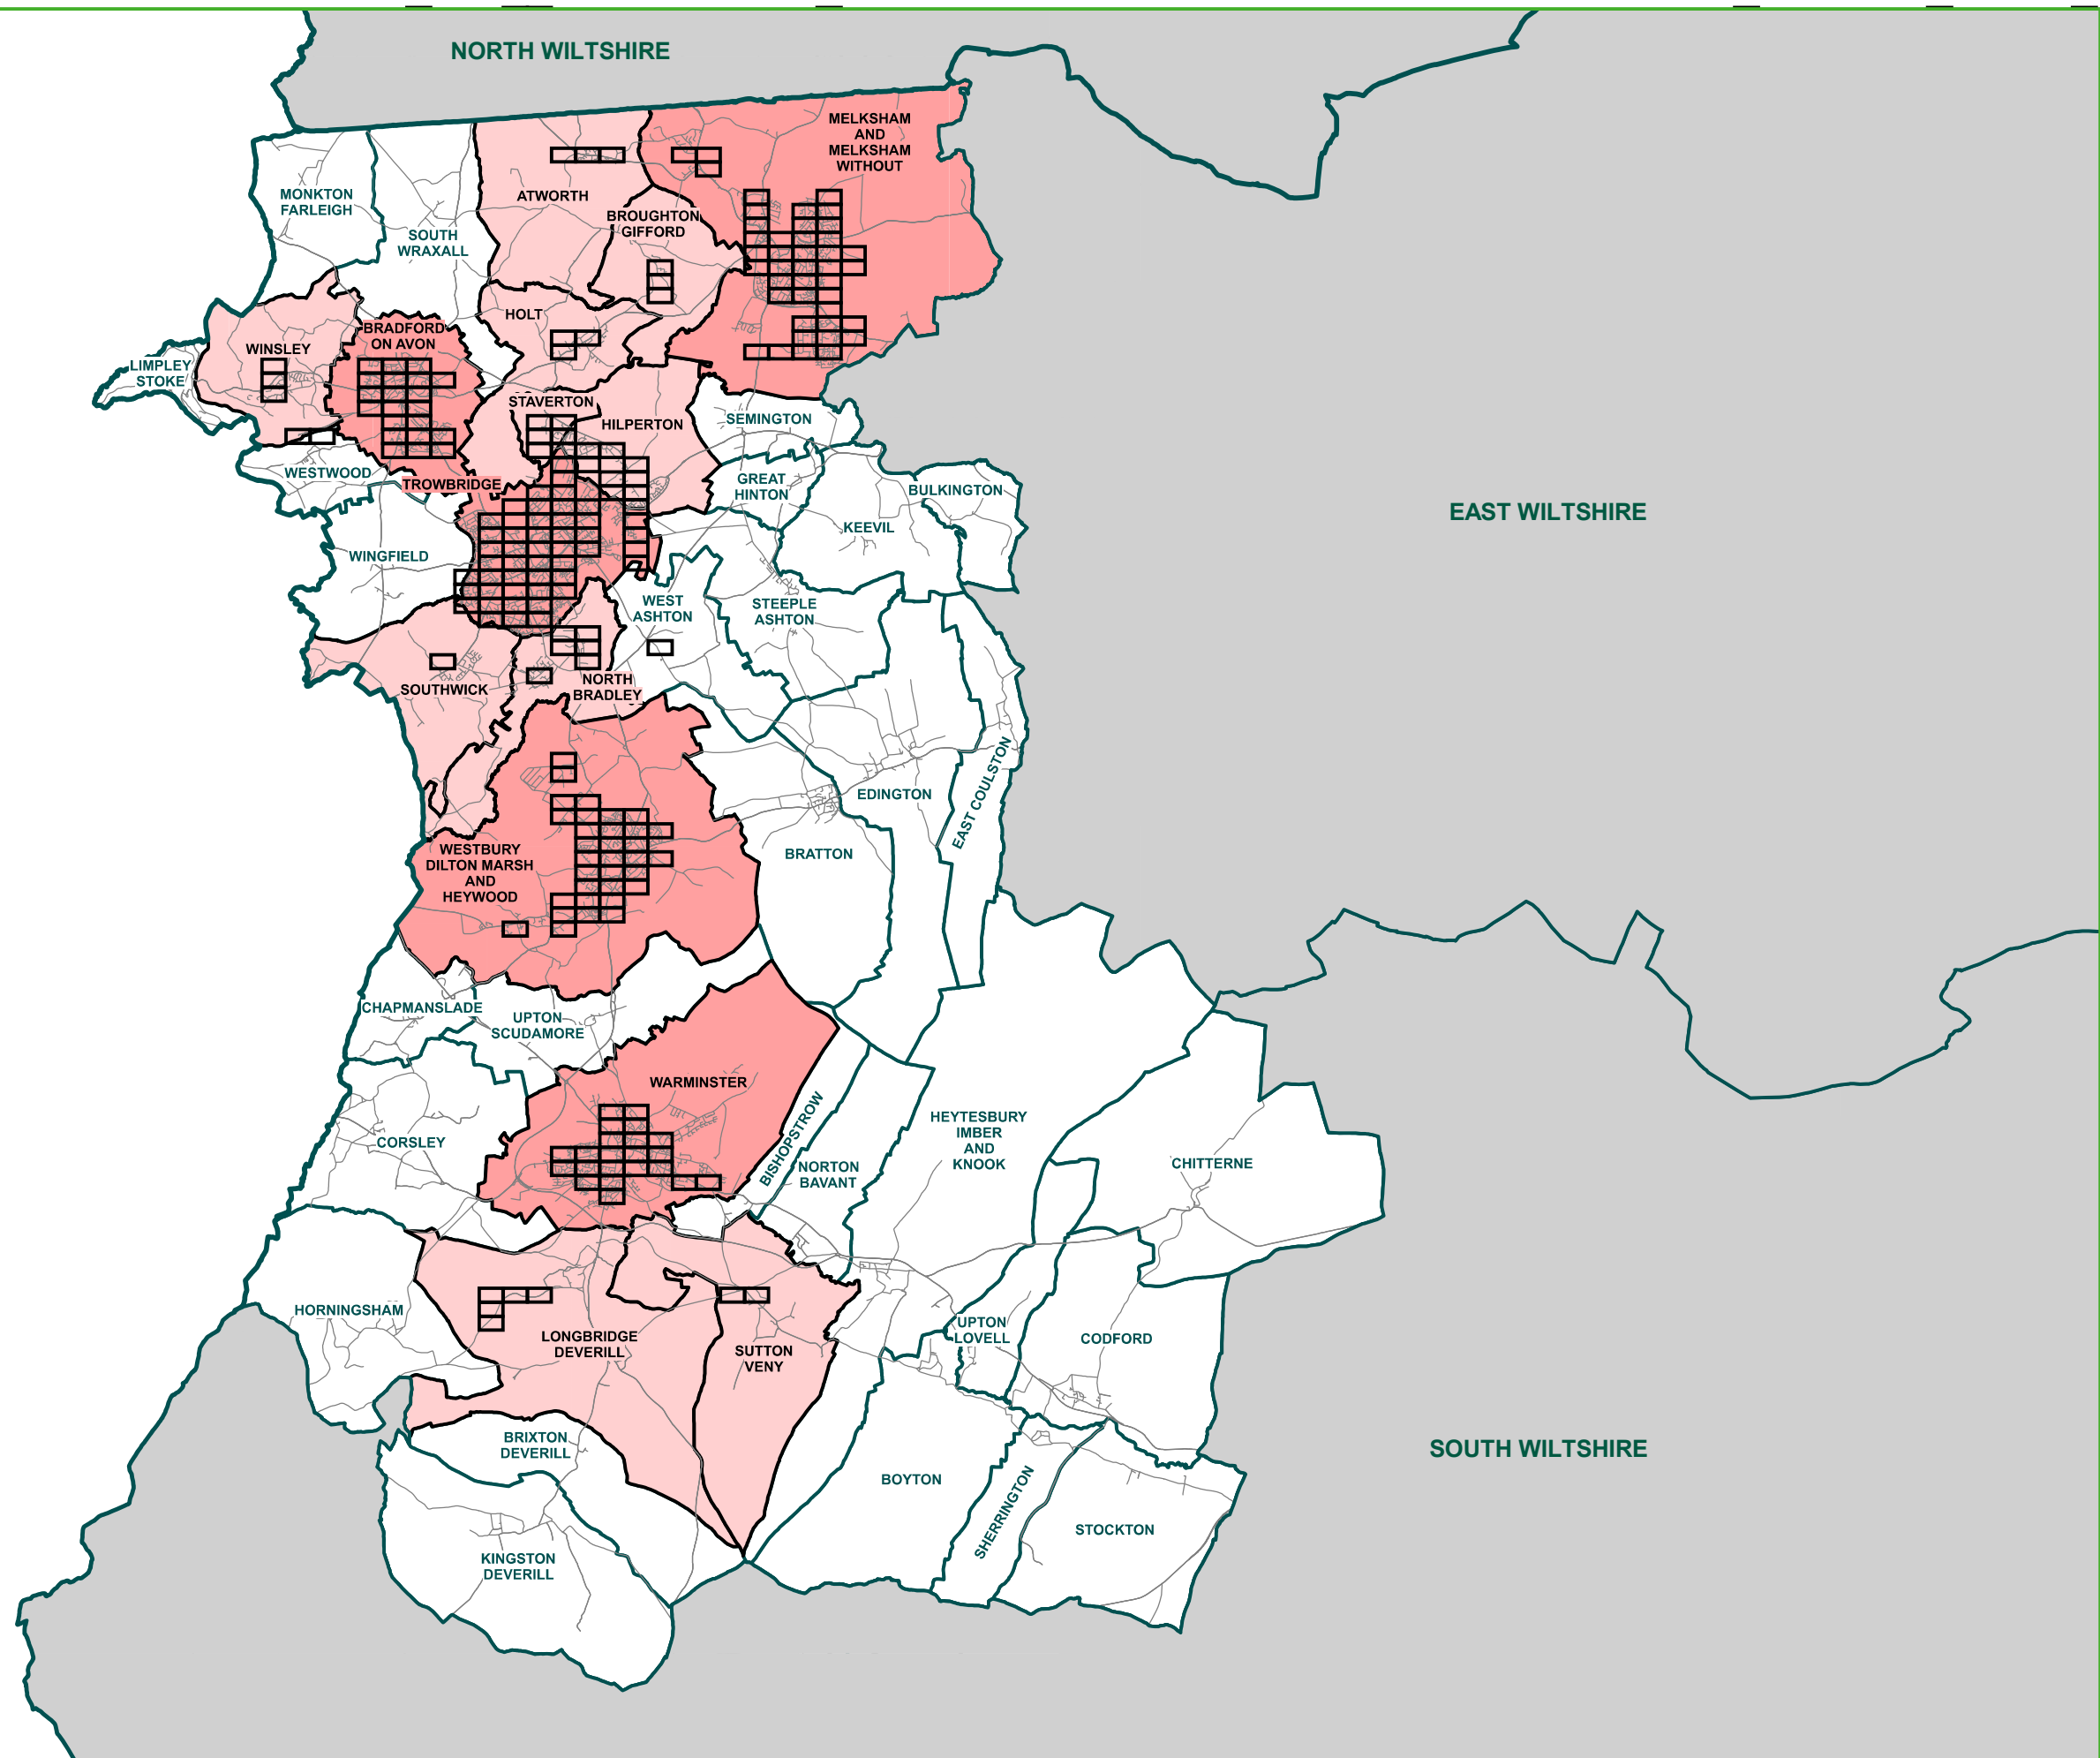 NORTH WILTSHIRE
MELKSHAM
AND
MELKSHAM
WITHOUT
MONKTON
FARLEIGH
ATWORTH
BROUGHTON
GIFFORD
SOUTH
WRAXALL
HOLT
BRADFORD
ON AVON
WINSLEY
LIMPLEY
STOKE
STAVERTON
HILPERTON
SEMINGTON
WESTWOOD
TROWBRIDGE
GREAT
HINTON
BULKINGTON
KEEVIL
EAST WILTSHIRE
WINGFIELD
WEST
ASHTON
STEEPLE
ASHTON
SOUTHWICK
NORTH
BRADLEY
EDINGTON
EAST COULSTON
BRATTON
WESTBURY
DILTON MARSH
AND
HEYWOOD
CHAPMANSLADE
UPTON
SCUDAMORE
WARMINSTER
BISHOPSTROW
HEYTESBURY
IMBER
AND
KNOOK
CORSLEY
NORTON
BAVANT
CHITTERNE
HORNINGSHAM
LONGBRIDGE
DEVERILL
SUTTON
VENY
UPTON
LOVELL
CODFORD
BRIXTON
DEVERILL
BOYTON
SHERRINGTON
STOCKTON
SOUTH WILTSHIRE
KINGSTON
DEVERILL